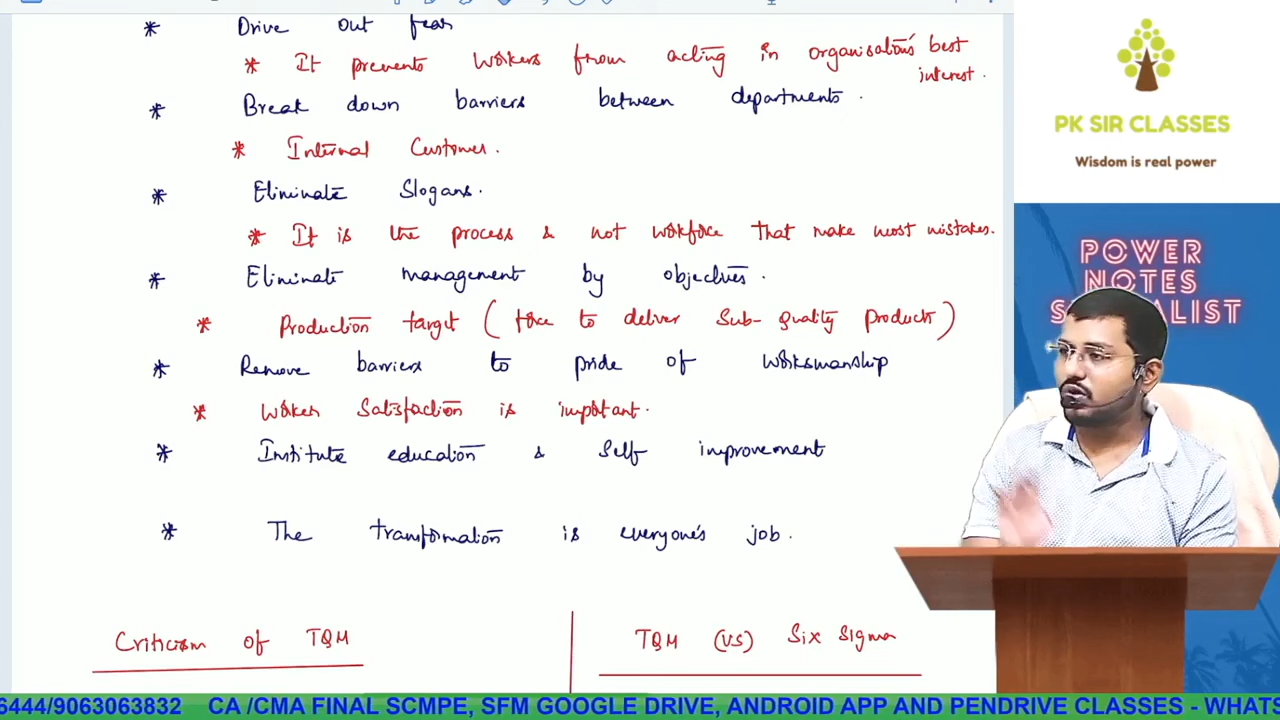 * Drive out fear
* It prevents workers from acting in organisation's best interest.
* Break down barriers between departments.
* Internal Customer.
* Eliminate Slogans.
* It is the process & not workforce that make most mistakes.
* Eliminate management by objectives.
* Production target (force to deliver Sub-quality products)
* Remove barriers to pride of worksmanship
* Worker Satisfaction is important.
* Institute education & Self improvement
* The transformation is everyone's job.
Criticism of TQM
TQM (VS) Six Sigma
PK SIR CLASSES
Wisdom is real power
POWER
NOTES
6444/9063063832 CA /CMA FINAL SCMPE, SFM GOOGLE DRIVE, ANDROID APP AND PENDRIVE CLASSES - WHATS